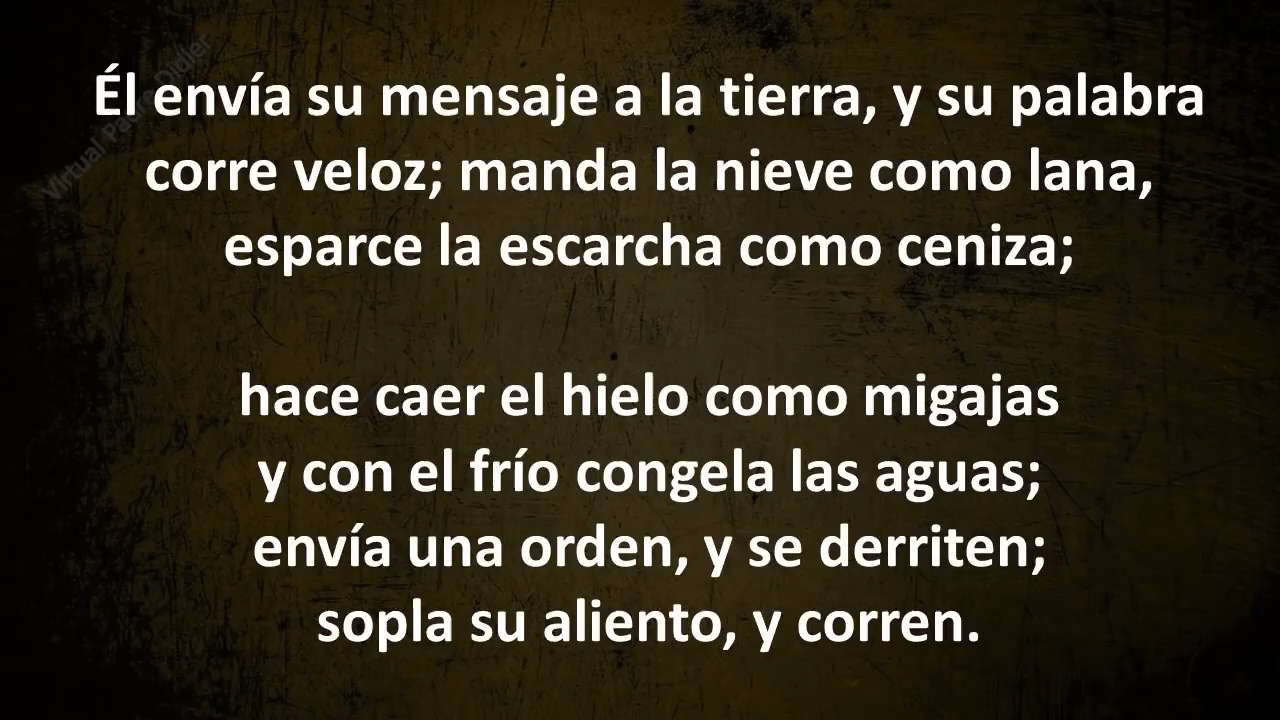 Él envía su mensaje a la tierra, y su palabra
corre veloz; manda la nieve como lana,
esparce la escarcha como ceniza;
hace caer el hielo como migajas
y con el frío congela las aguas;
envía una orden, y se derriten;
sopla su aliento, y corren.
Virtual